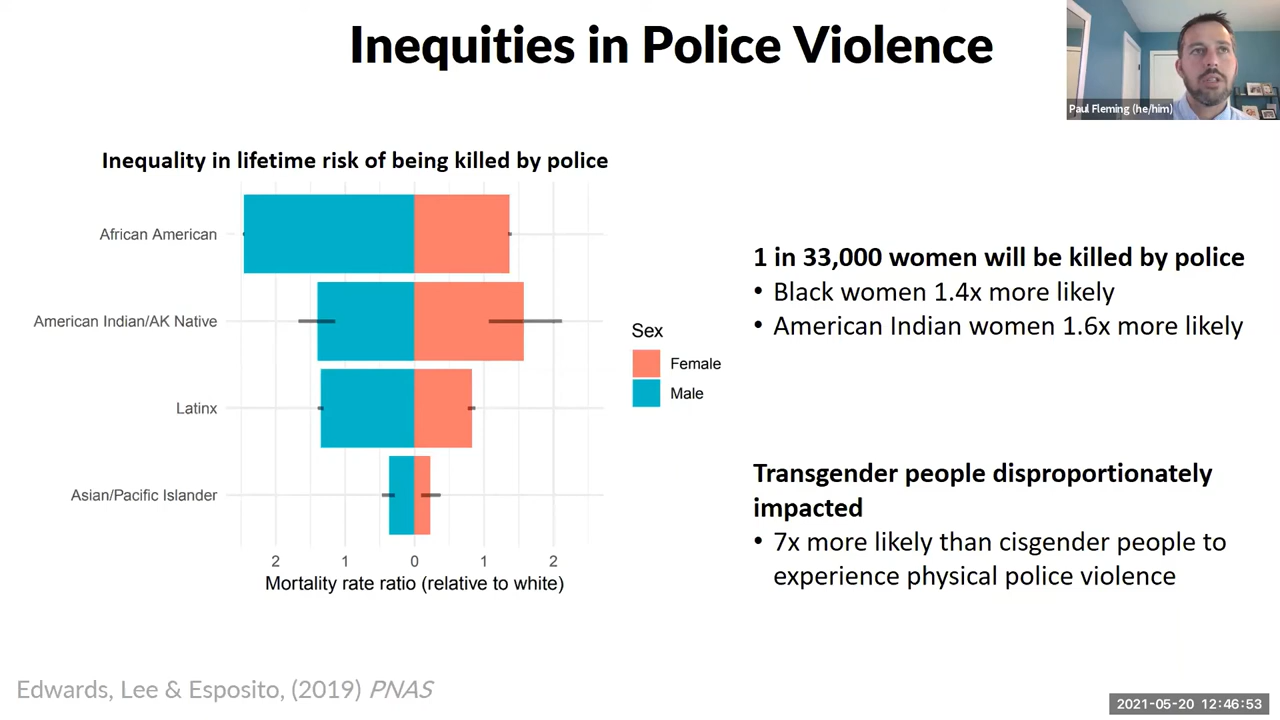 Inequities in Police Violence
Paul Fleming (he/him)
Inequality in lifetime risk of being killed by police
African American
American Indian/AK Native
Latinx
Asian/Pacific Islander
2 1 0 1 2
Mortality rate ratio (relative to white)
Sex
Female
Male
1 in 33,000 women will be killed by police
• Black women 1.4x more likely
• American Indian women 1.6x more likely
Transgender people disproportionately
impacted
• 7x more likely than cisgender people to
experience physical police violence
Edwards, Lee & Esposito, (2019) PNAS
2021-05-20 12:46:53